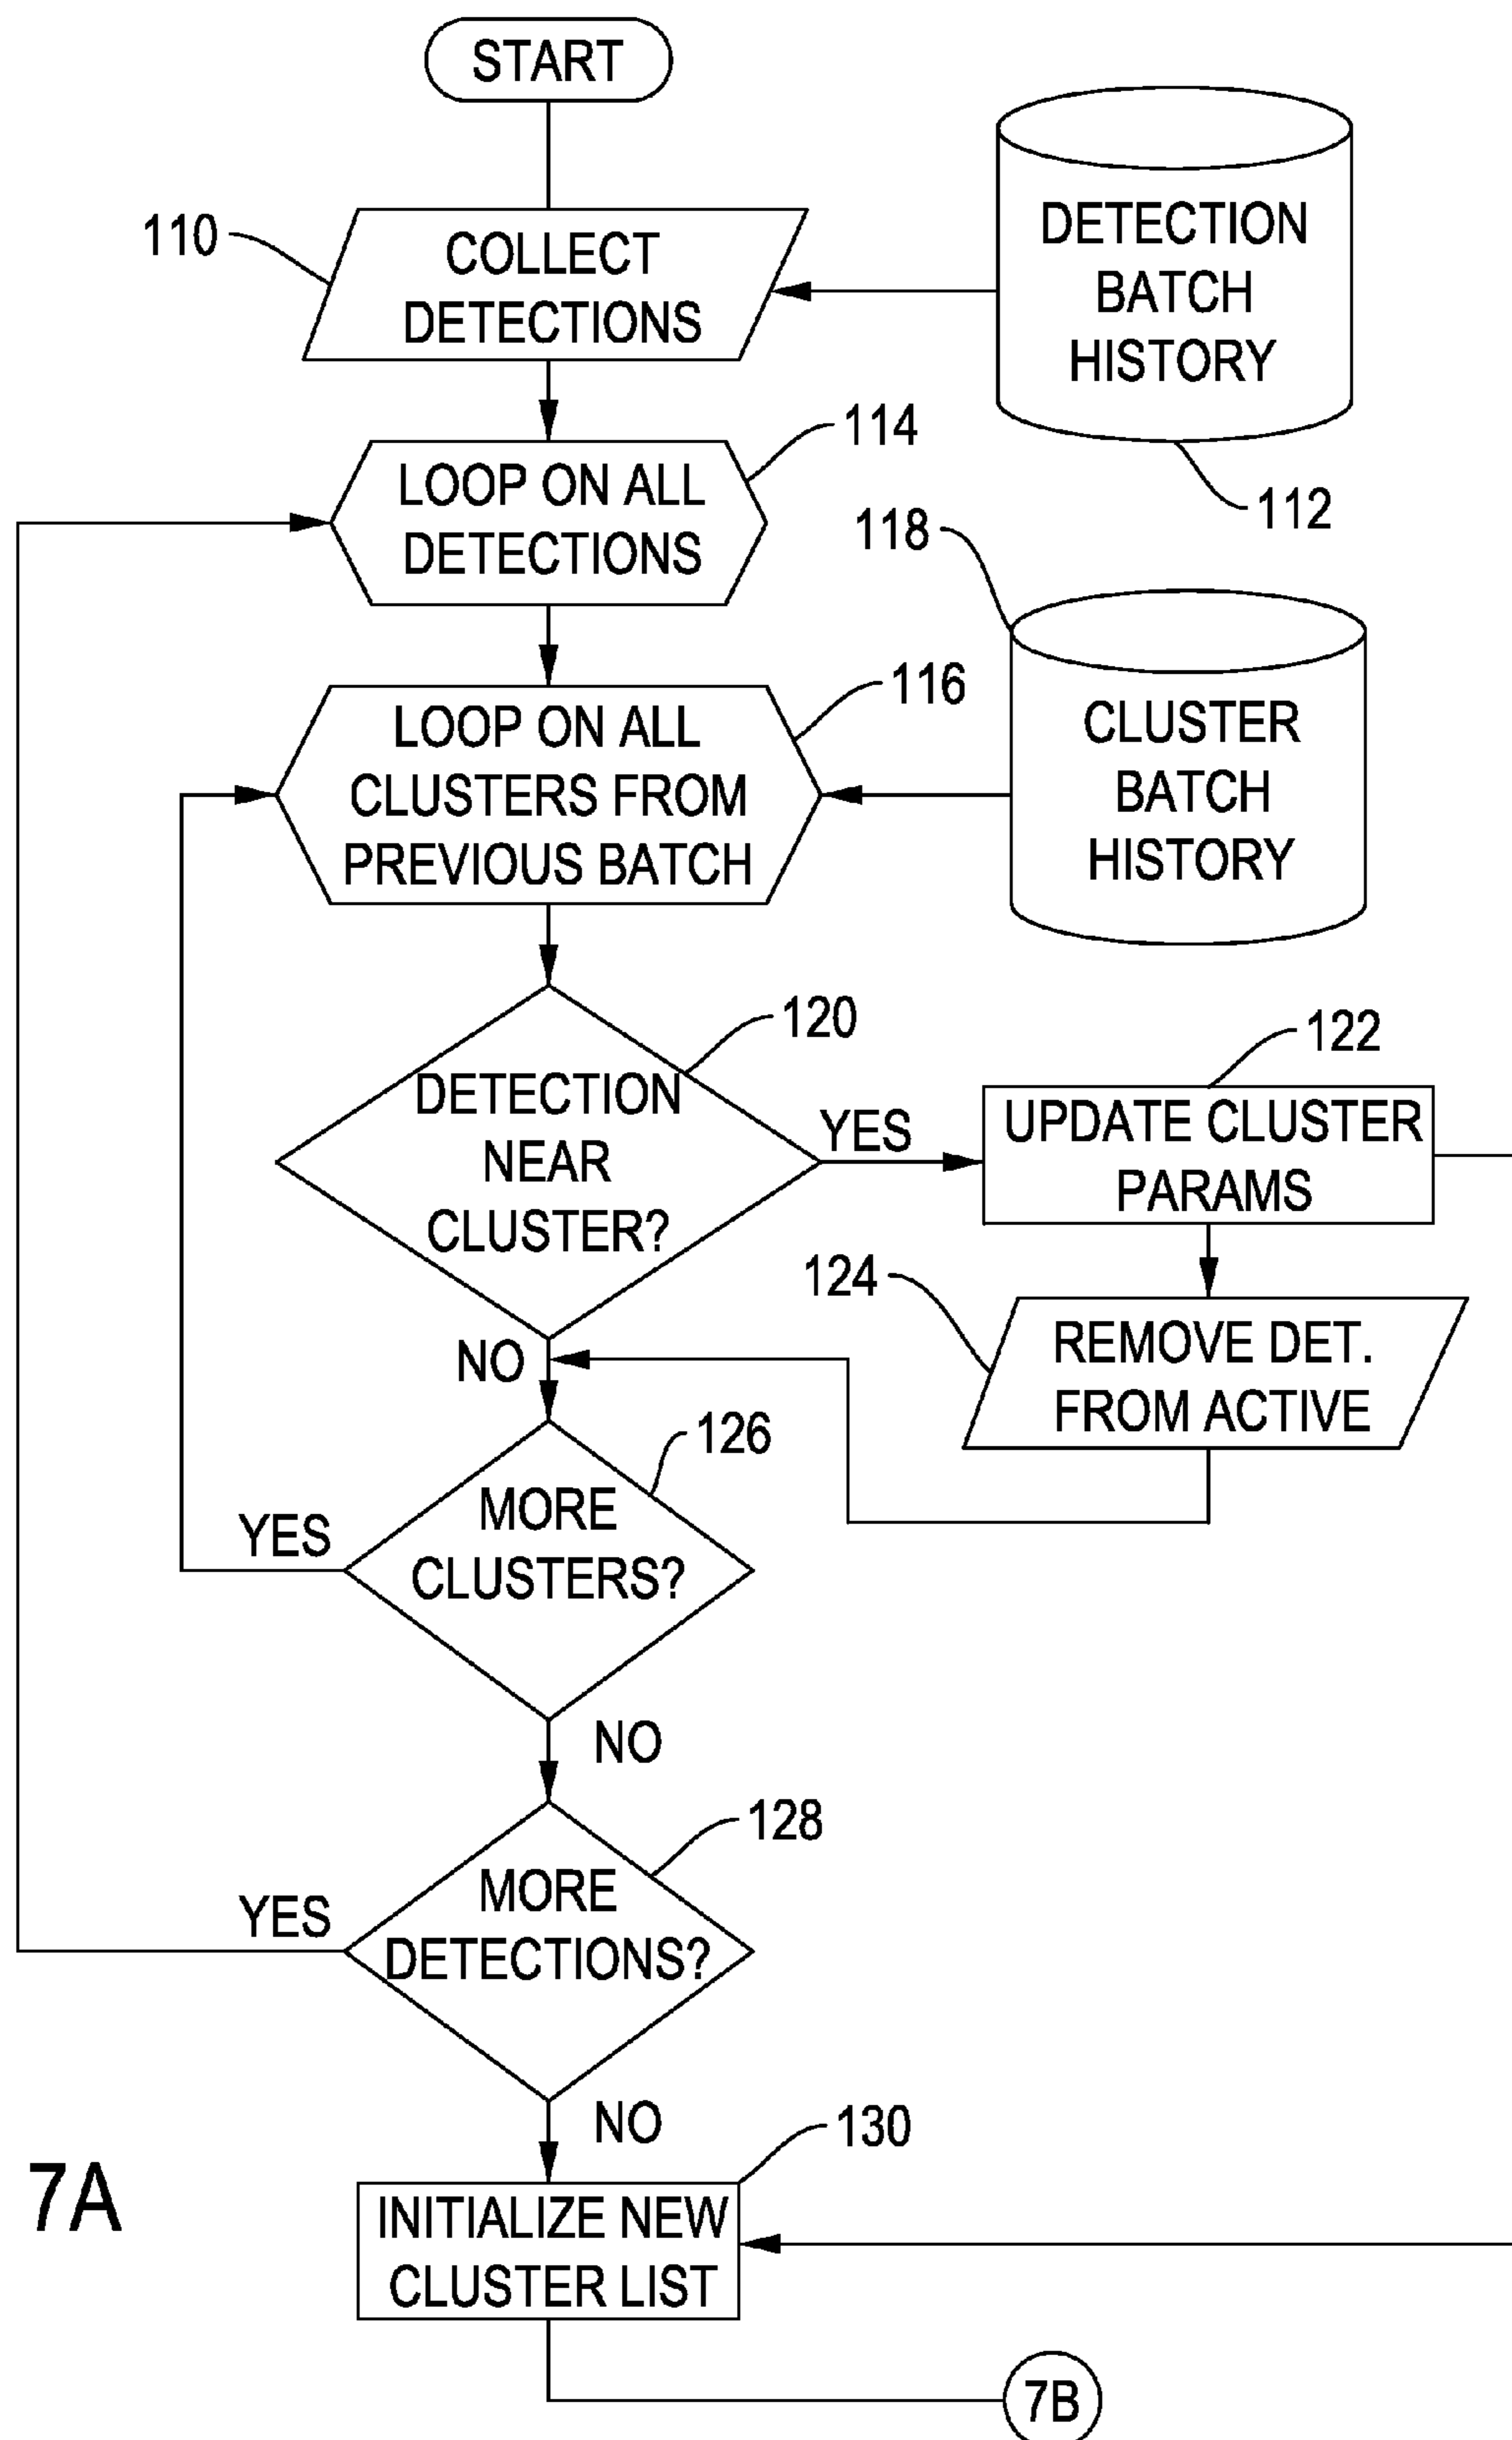 START
110
COLLECT
DETECTIONS
DETECTION
BATCH
HISTORY
112
114
LOOP ON ALL
DETECTIONS
118
116
LOOP ON ALL
CLUSTERS FROM
PREVIOUS BATCH
CLUSTER
BATCH
HISTORY
120
DETECTION
NEAR
CLUSTER?
YES
122
UPDATE CLUSTER
PARAMS
124
REMOVE DET.
FROM ACTIVE
NO
126
MORE
CLUSTERS?
YES
NO
128
MORE
DETECTIONS?
YES
NO
130
INITIALIZE NEW
CLUSTER LIST
7A
7B